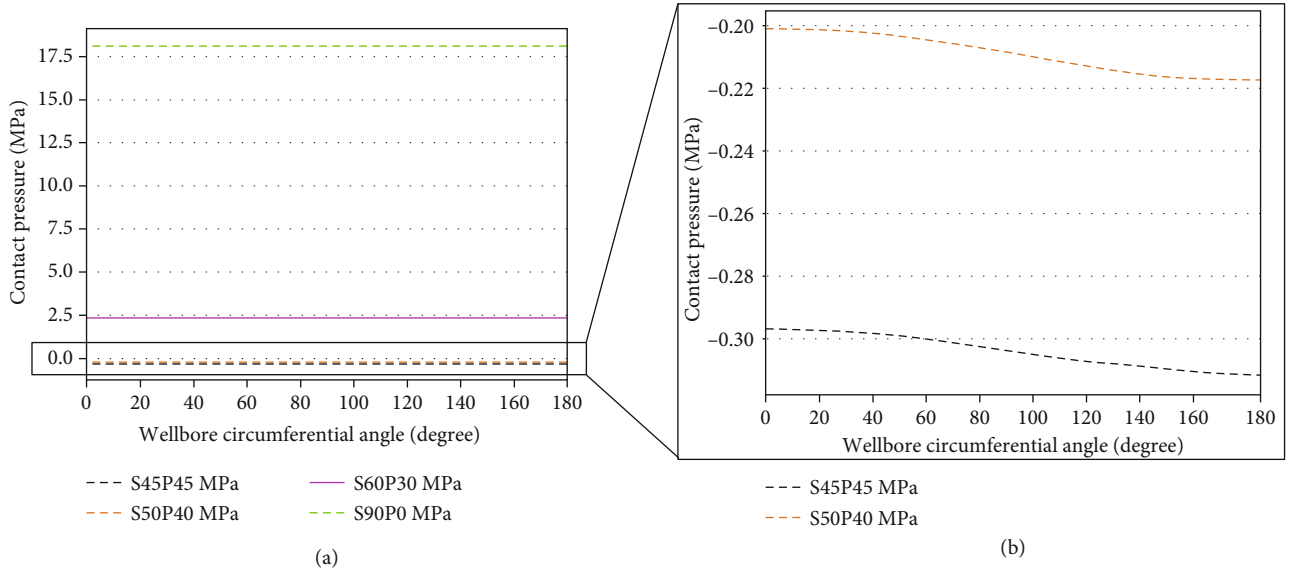 Contact pressure (MPa)
17.5
15.0
12.5
10.0
7.5
5.0
2.5
0.0
0 20 40 60 80 100 120 140 160 180
Wellbore circumferential angle (degree)
S45P45 MPa
S50P40 MPa
S60P30 MPa
S90P0 MPa
(a)
Contact pressure (MPa)
–0.20
–0.22
–0.24
–0.26
–0.28
–0.30
0 20 40 60 80 100 120 140 160 180
Wellbore circumferential angle (degree)
S45P45 MPa
S50P40 MPa
(b)